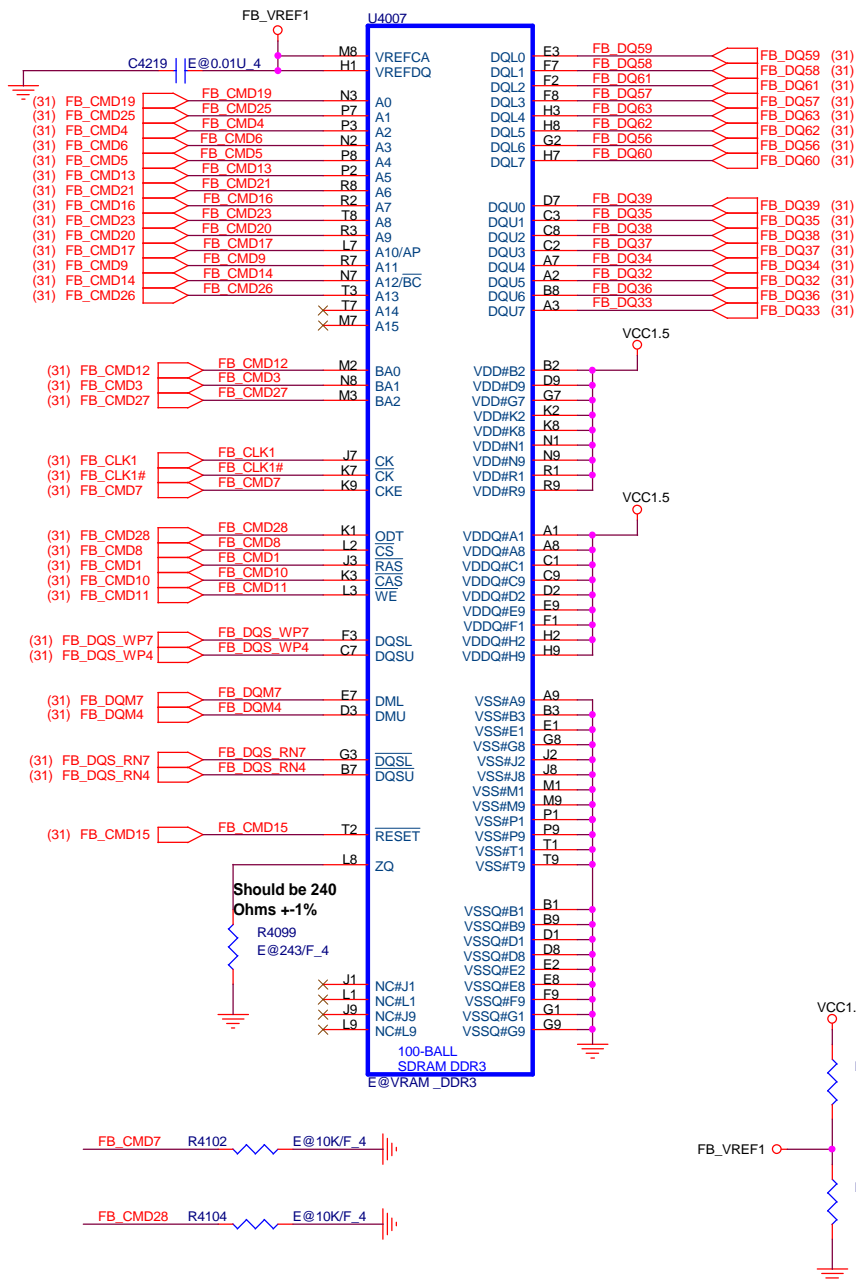 FB_VREF1
U4007
C4219 E@0.01U_4
M8 VREFCA
H1 VREFDQ
(31) FB_CMD19 FB_CMD19 N3 A0
(31) FB_CMD25 FB_CMD25 P7 A1
(31) FB_CMD4 FB_CMD4 P3 A2
(31) FB_CMD6 FB_CMD6 N2 A3
(31) FB_CMD5 FB_CMD5 P8 A4
(31) FB_CMD13 FB_CMD13 P2 A5
(31) FB_CMD21 FB_CMD21 R8 A6
(31) FB_CMD16 FB_CMD16 R2 A7
(31) FB_CMD23 FB_CMD23 T8 A8
(31) FB_CMD20 FB_CMD20 R3 A9
(31) FB_CMD17 FB_CMD17 L7 A10/AP
(31) FB_CMD9 FB_CMD9 R7 A11
(31) FB_CMD14 FB_CMD14 N7 A12/BC
(31) FB_CMD26 FB_CMD26 T3 A13
T7 A14
M7 A15
(31) FB_CMD12 FB_CMD12 M2 BA0
(31) FB_CMD3 FB_CMD3 N8 BA1
(31) FB_CMD27 FB_CMD27 M3 BA2
(31) FB_CLK1 FB_CLK1 J7 CK
(31) FB_CLK1# FB_CLK1# K7 CK
(31) FB_CMD7 FB_CMD7 K9 CKE
(31) FB_CMD28 FB_CMD28 K1 ODT
(31) FB_CMD8 FB_CMD8 L2 CS
(31) FB_CMD1 FB_CMD1 J3 RAS
(31) FB_CMD10 FB_CMD10 K3 CAS
(31) FB_CMD11 FB_CMD11 L3 WE
(31) FB_DQS_WP7 FB_DQS_WP7 F3 DQSL
(31) FB_DQS_WP4 FB_DQS_WP4 C7 DQSU
(31) FB_DQM7 FB_DQM7 E7 DML
(31) FB_DQM4 FB_DQM4 D3 DMU
(31) FB_DQS_RN7 FB_DQS_RN7 G3 DQSL
(31) FB_DQS_RN4 FB_DQS_RN4 B7 DQSU
(31) FB_CMD15 FB_CMD15 T2 RESET
L8 ZQ
Should be 240
Ohms +-1%
R4099
E@243/F_4
J1 NC#J1
L1 NC#L1
J9 NC#J9
L9 NC#L9
DQL0 E3 FB_DQ59 FB_DQ59 (31)
DQL1 F7 FB_DQ58 FB_DQ58 (31)
DQL2 F2 FB_DQ61 FB_DQ61 (31)
DQL3 F8 FB_DQ57 FB_DQ57 (31)
DQL4 H3 FB_DQ63 FB_DQ63 (31)
DQL5 H8 FB_DQ62 FB_DQ62 (31)
DQL6 G2 FB_DQ56 FB_DQ56 (31)
DQL7 H7 FB_DQ60 FB_DQ60 (31)
DQU0 D7 FB_DQ39 FB_DQ39 (31)
DQU1 C3 FB_DQ35 FB_DQ35 (31)
DQU2 C8 FB_DQ38 FB_DQ38 (31)
DQU3 C2 FB_DQ37 FB_DQ37 (31)
DQU4 A7 FB_DQ34 FB_DQ34 (31)
DQU5 A2 FB_DQ32 FB_DQ32 (31)
DQU6 B8 FB_DQ36 FB_DQ36 (31)
DQU7 A3 FB_DQ33 FB_DQ33 (31)
VCC1.5
VDD#B2 B2
VDD#D9 D9
VDD#G7 G7
VDD#K2 K2
VDD#K8 K8
VDD#N1 N1
VDD#N9 N9
VDD#R1 R1
VDD#R9 R9
VCC1.5
VDDQ#A1 A1
VDDQ#A8 A8
VDDQ#C1 C1
VDDQ#C9 C9
VDDQ#D2 D2
VDDQ#E9 E9
VDDQ#F1 F1
VDDQ#H2 H2
VDDQ#H9 H9
VSS#A9 A9
VSS#B3 B3
VSS#E1 E1
VSS#G8 G8
VSS#J2 J2
VSS#J8 J8
VSS#M1 M1
VSS#M9 M9
VSS#P1 P1
VSS#P9 P9
VSS#T1 T1
VSS#T9 T9
VSSQ#B1 B1
VSSQ#B9 B9
VSSQ#D1 D1
VSSQ#D8 D8
VSSQ#E2 E2
VSSQ#E8 E8
VSSQ#F9 F9
VSSQ#G1 G1
VSSQ#G9 G9
100-BALL
SDRAM DDR3
E@VRAM _DDR3
FB_CMD7 R4102 E@10K/F_4
FB_CMD28 R4104 E@10K/F_4
VCC1.
FB_VREF1